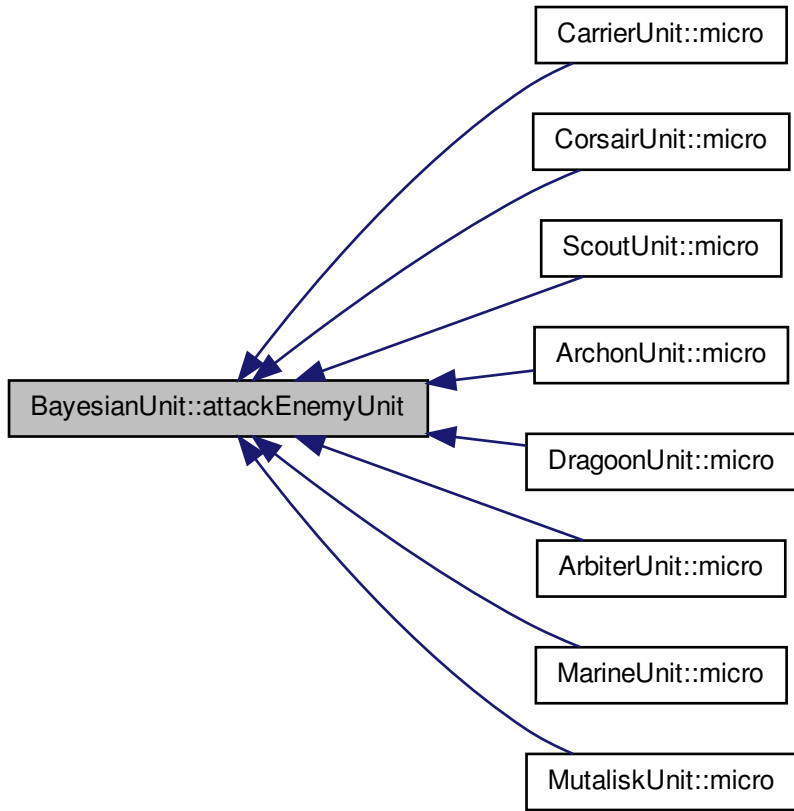 CarrierUnit::micro
CorsairUnit::micro
ScoutUnit::micro
ArchonUnit::micro
BayesianUnit::attackEnemyUnit
DragoonUnit::micro
ArbiterUnit::micro
MarineUnit::micro
MutaliskUnit::micro